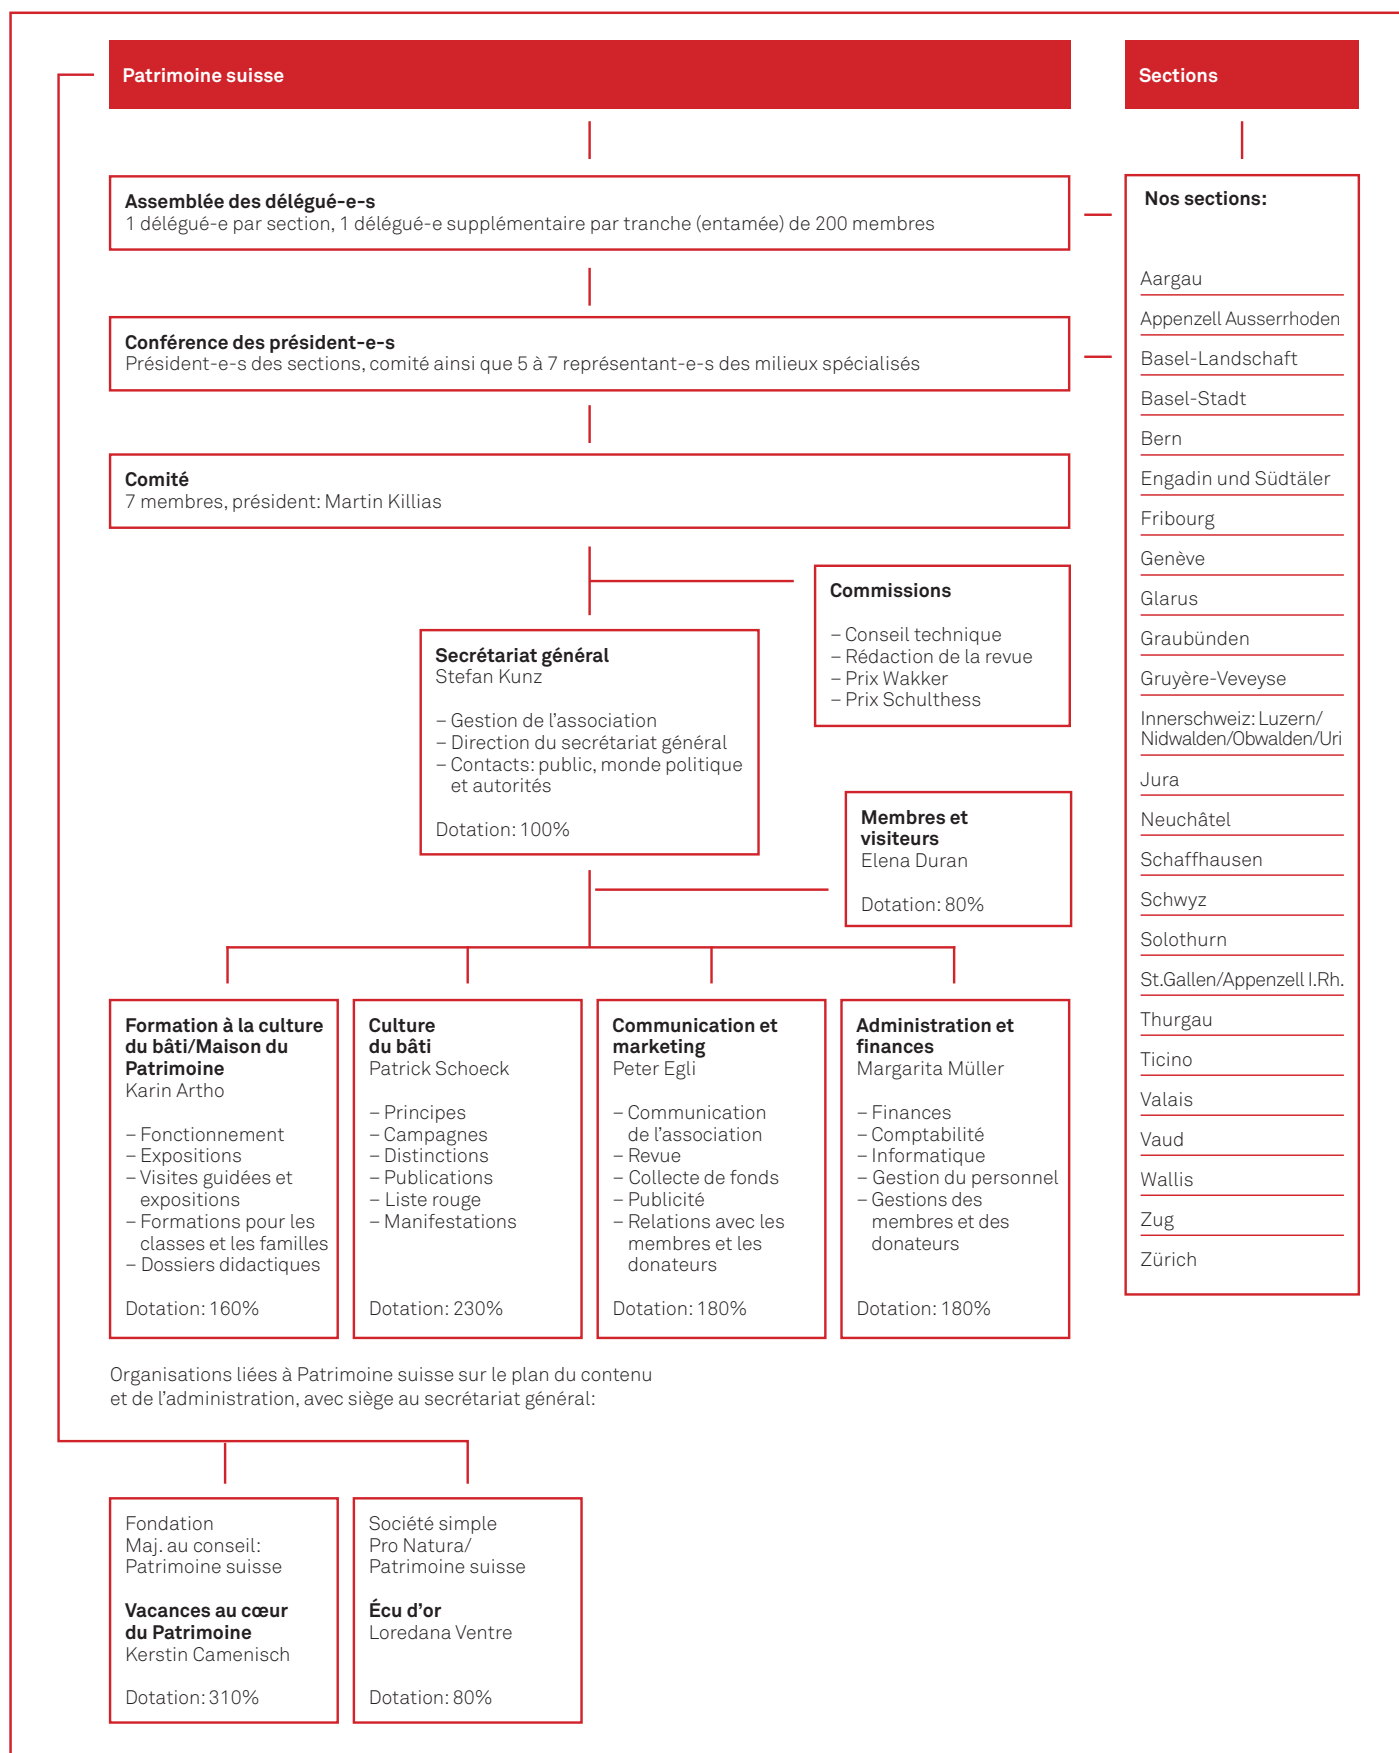 Patrimoine suisse
Assemblée des délégué-e-s
1 délégué-e par section, 1 délégué-e supplémentaire par tranche (entamée) de 200 membres
Conférence des président-e-s
Président-e-s des sections, comité ainsi que 5 à 7 représentant-e-s des milieux spécialisés
Comité
7 membres, président: Martin Killias
Commissions
– Conseil technique
– Rédaction de la revue
– Prix Wakker
– Prix Schulthess
Secrétariat général
Stefan Kunz
– Gestion de l’association
– Direction du secrétariat général
– Contacts: public, monde politique
et autorités
Dotation: 100%
Membres et
visiteurs
Elena Duran
Dotation: 80%
Formation à la culture
du bâti/Maison du
Patrimoine
Karin Artho
– Fonctionnement
– Expositions
– Visites guidées et
expositions
– Formations pour les
classes et les familles
– Dossiers didactiques
Dotation: 160%
Culture
du bâti
Patrick Schoeck
– Principes
– Campagnes
– Distinctions
– Publications
– Liste rouge
– Manifestations
Dotation: 230%
Communication et
marketing
Peter Egli
– Communication
de l’association
– Revue
– Collecte de fonds
– Publicité
– Relations avec les
membres et les
donateurs
Dotation: 180%
Administration et
finances
Margarita Müller
– Finances
– Comptabilité
– Informatique
– Gestion du personnel
– Gestions des
membres et des
donateurs
Dotation: 180%
Organisations liées à Patrimoine suisse sur le plan du contenu
et de l’administration, avec siège au secrétariat général:
Fondation
Maj. au conseil:
Patrimoine suisse
Vacances au cœur
du Patrimoine
Kerstin Camenisch
Dotation: 310%
Société simple
Pro Natura/
Patrimoine suisse
Écu d’or
Loredana Ventre
Dotation: 80%
Sections
Nos sections:
Aargau
Appenzell Ausserrhoden
Basel-Landschaft
Basel-Stadt
Bern
Engadin und Südtäler
Fribourg
Genève
Glarus
Graubünden
Gruyère-Veveyse
Innerschweiz: Luzern/
Nidwalden/Obwalden/Uri
Jura
Neuchâtel
Schaffhausen
Schwyz
Solothurn
St.Gallen/Appenzell I.Rh.
Thurgau
Ticino
Valais
Vaud
Wallis
Zug
Zürich